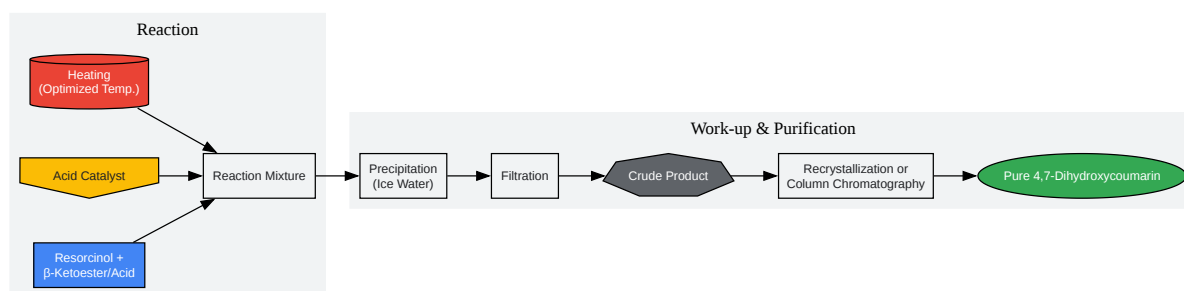 Reaction
Heating
(Optimized Temp.)
Acid Catalyst
Resorcinol +
β-Ketoester/Acid
Reaction Mixture
Work-up & Purification
Precipitation
(Ice Water)
Filtration
Crude Product
Recrystallization or
Column Chromatography
Pure 4,7-Dihydroxycoumarin